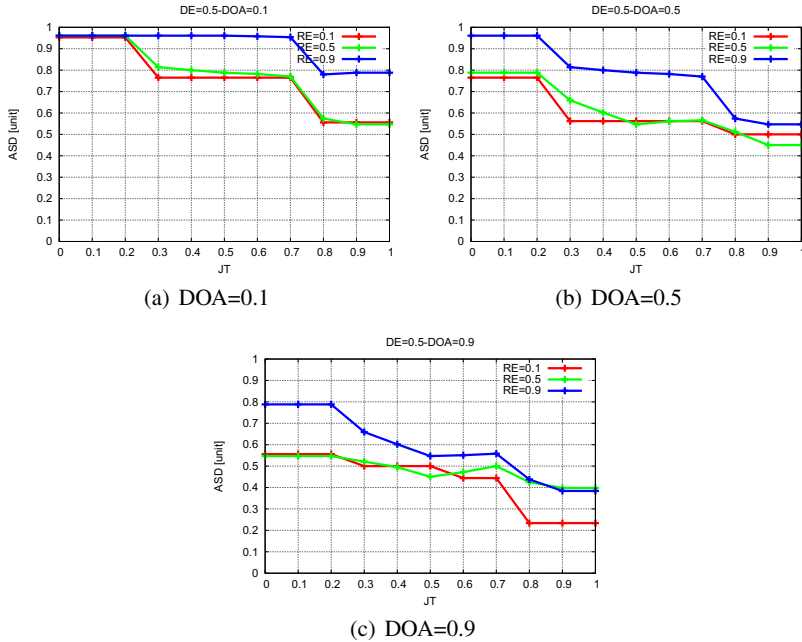 DE=0.5-DOA=0.1
ASD [unit]
1
0.9
0.8
0.7
0.6
0.5
0.4
0.3
0.2
0.1
0
RE=0.1
RE=0.5
RE=0.9
0 0.1 0.2 0.3 0.4 0.5 0.6 0.7 0.8 0.9 1
JT
(a) DOA=0.1
DE=0.5-DOA=0.5
ASD [unit]
1
0.9
0.8
0.7
0.6
0.5
0.4
0.3
0.2
0.1
0
RE=0.1
RE=0.5
RE=0.9
0 0.1 0.2 0.3 0.4 0.5 0.6 0.7 0.8 0.9 1
JT
(b) DOA=0.5
DE=0.5-DOA=0.9
ASD [unit]
1
0.9
0.8
0.7
0.6
0.5
0.4
0.3
0.2
0.1
0
RE=0.1
RE=0.5
RE=0.9
0 0.1 0.2 0.3 0.4 0.5 0.6 0.7 0.8 0.9 1
JT
(c) DOA=0.9